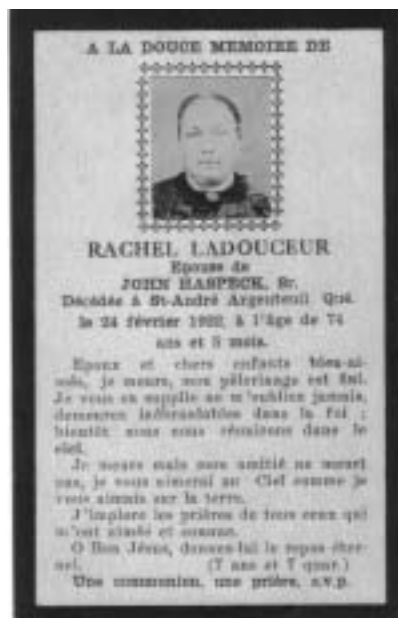 A LA DOUCE MEMOIRE DE
RACHEL LADOUCEUR
Epouse de
JOHN HASPECK, Sr.
Décédée à St-André Argenteuil Qué.
le 24 février 1922, à l'âge de 74
ans et 5 mois.
Epoux et chers enfants bien-ai-
més, je meurs, mon pèlerinage est fini.
Je vous en supplie ne m'oubliez jamais,
demeurez inébranlables dans la foi ;
bientôt nous nous réunirons dans le
ciel.
Je meurs mais mon amitié ne meurt
pas, je vous aimerai au Ciel comme je
vous aimais sur la terre.
J'implore les prières de tous ceux qui
m'ont aimée et connue.
O Bon Jésus, donnez-lui le repos éter-
nel. (7 ans et 7 quar.)
Une communion, une prière, s.v.p.